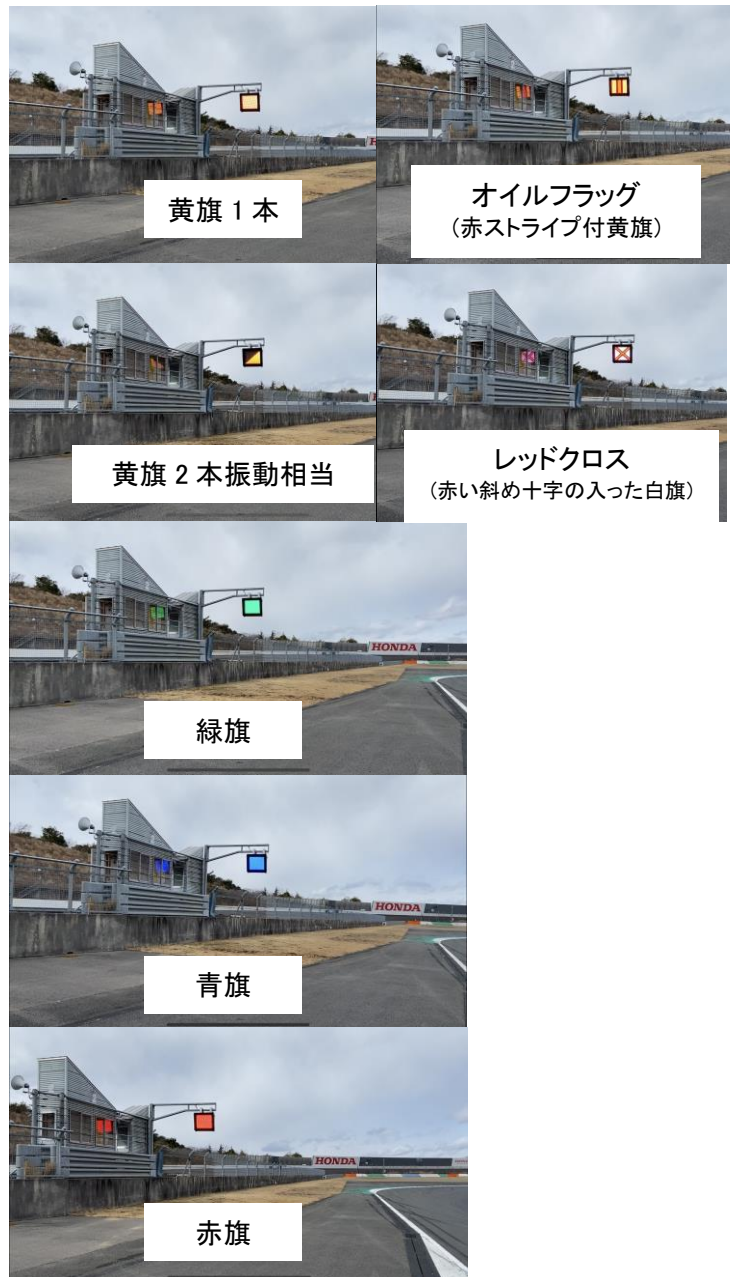 黄旗 1 本
オイルフラッグ
(赤ストライプ付黄旗)
黄旗 2 本振動相当
レッドクロス
(赤い斜め十字の入った白旗)
HONDA
緑旗
HONDA
青旗
HONDA
赤旗